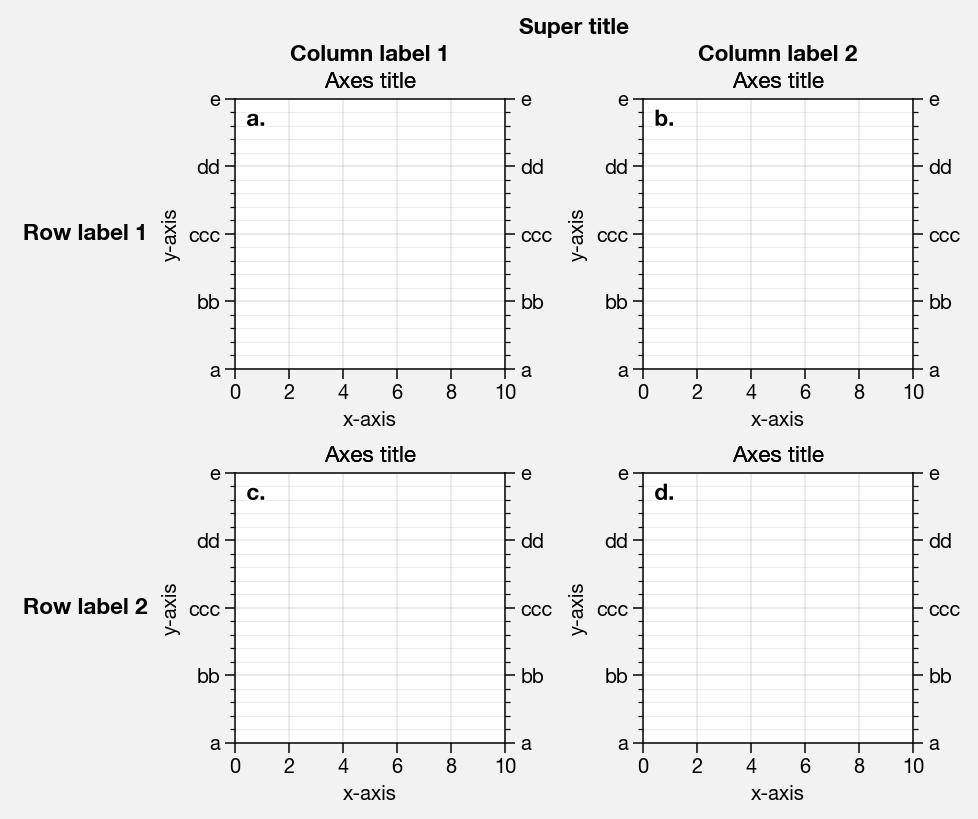 Super title
Column label 1 Column label 2
Axes title Axes title
e e e e
a. b.
dd dd dd dd
Row label 1 y-axis ccc ccc y-axis ccc ccc
bb bb bb bb
a a a a
0 2 4 6 8 10 0 2 4 6 8 10
x-axis x-axis
Axes title Axes title
e e e e
c. d.
dd dd dd dd
Row label 2 y-axis ccc ccc y-axis ccc ccc
bb bb bb bb
a a a a
0 2 4 6 8 10 0 2 4 6 8 10
x-axis x-axis